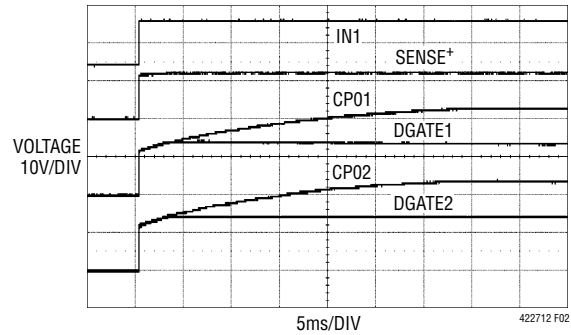 IN1
SENSE+
CP01
VOLTAGE
10V/DIV
DGATE1
CP02
DGATE2
5ms/DIV
422712 F02